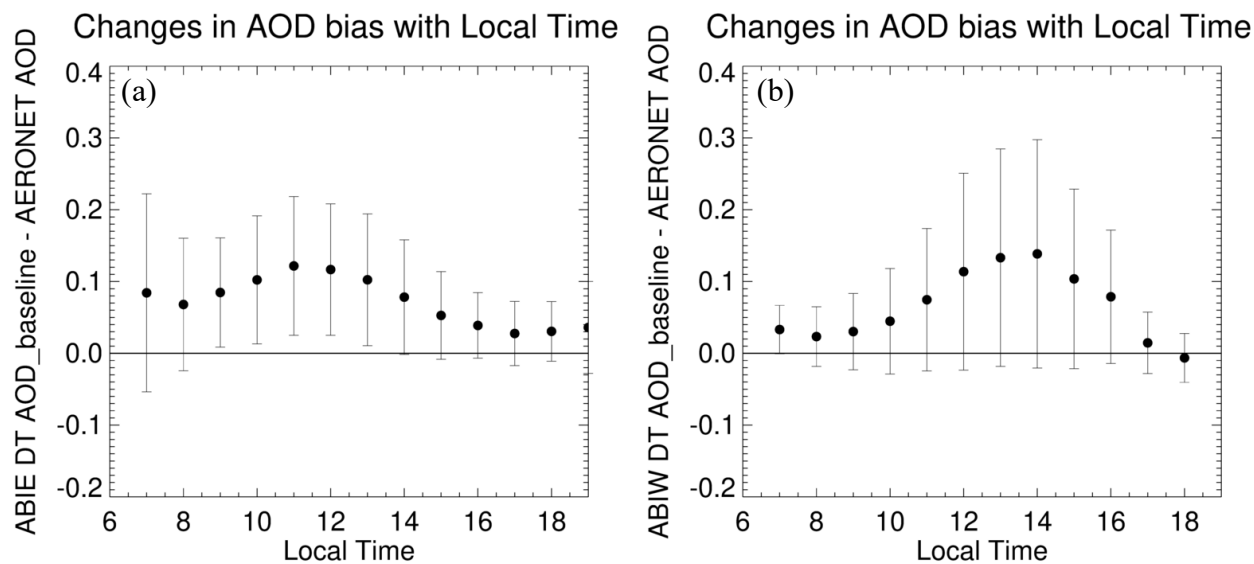 Changes in AOD bias with Local Time
ABIE DT AOD_baseline - AERONET AOD
(a)
0.4
0.3
0.2
0.1
0.0
-0.1
-0.2
6 8 10 12 14 16 18
Local Time
Changes in AOD bias with Local Time
ABIW DT AOD_baseline - AERONET AOD
(b)
0.4
0.3
0.2
0.1
0.0
-0.1
-0.2
6 8 10 12 14 16 18
Local Time